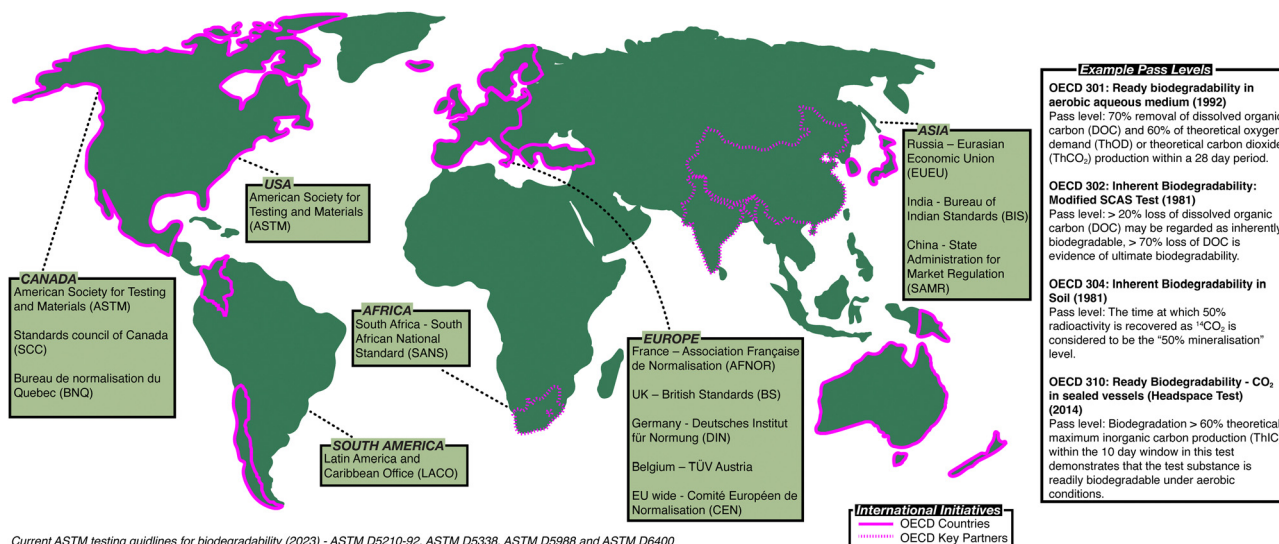 USA
American Society for
Testing and Materials
(ASTM)
CANADA
American Society for Testing
and Materials (ASTM)
Standards council of Canada
(SCC)
Bureau de normalisation du
Quebec (BNQ)
AFRICA
South Africa - South
African National
Standard (SANS)
SOUTH AMERICA
Latin America and
Caribbean Office (LACO)
EUROPE
France – Association Française
de Normalisation (AFNOR)
UK – British Standards (BS)
Germany - Deutsches Institut
für Normung (DIN)
Belgium – TÜV Austria
EU wide - Comité Européen de
Normalisation (CEN)
ASIA
Russia – Eurasian
Economic Union
(EUEU)
India - Bureau of
Indian Standards (BIS)
China - State
Administration for
Market Regulation
(SAMR)
Example Pass Levels
OECD 301: Ready biodegradability in
aerobic aqueous medium (1992)
Pass level: 70% removal of dissolved organic
carbon (DOC) and 60% of theoretical oxygen
demand (ThOD) or theoretical carbon dioxide
(ThCO₂) production within a 28 day period.
OECD 302: Inherent Biodegradability:
Modified SCAS Test (1981)
Pass level: > 20% loss of dissolved organic
carbon (DOC) may be regarded as inherently
biodegradable, > 70% loss of DOC is
evidence of ultimate biodegradability.
OECD 304: Inherent Biodegradability in
Soil (1981)
Pass level: The time at which 50%
radioactivity is recovered as ¹⁴CO₂ is
considered to be the “50% mineralisation”
level.
OECD 310: Ready Biodegradability - CO₂
in sealed vessels (Headspace Test)
(2014)
Pass level: Biodegradation > 60% theoretical
maximum inorganic carbon production (ThIC
within the 10 day window in this test
demonstrates that the test substance is
readily biodegradable under aerobic
conditions.
International Initiatives
OECD Countries
OECD Key Partners
Current ASTM testing guidlines for biodegradability (2023) - ASTM D5210-92, ASTM D5338, ASTM D5988 and ASTM D6400